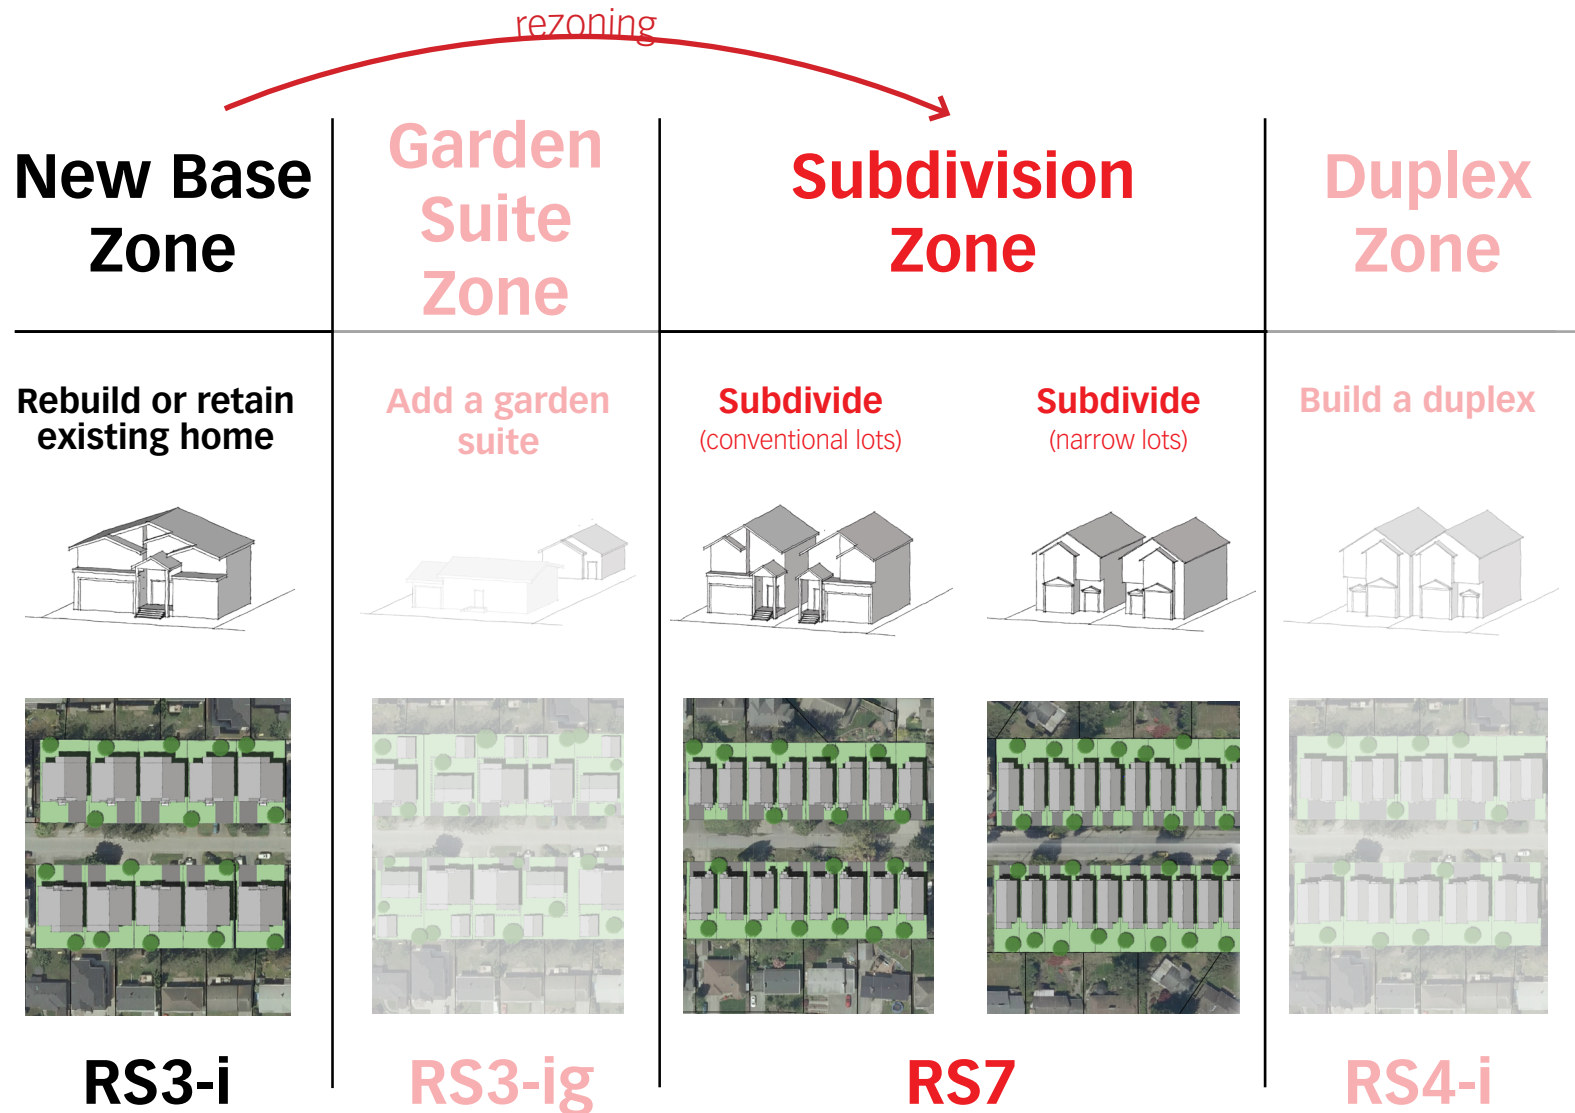 rezoning
New Base
Zone
Garden
Suite
Zone
Subdivision
Zone
Duplex
Zone
Rebuild or retain
existing home
Add a garden
suite
Subdivide
(conventional lots)
Subdivide
(narrow lots)
Build a duplex
RS3-i
RS3-ig
RS7
RS4-i